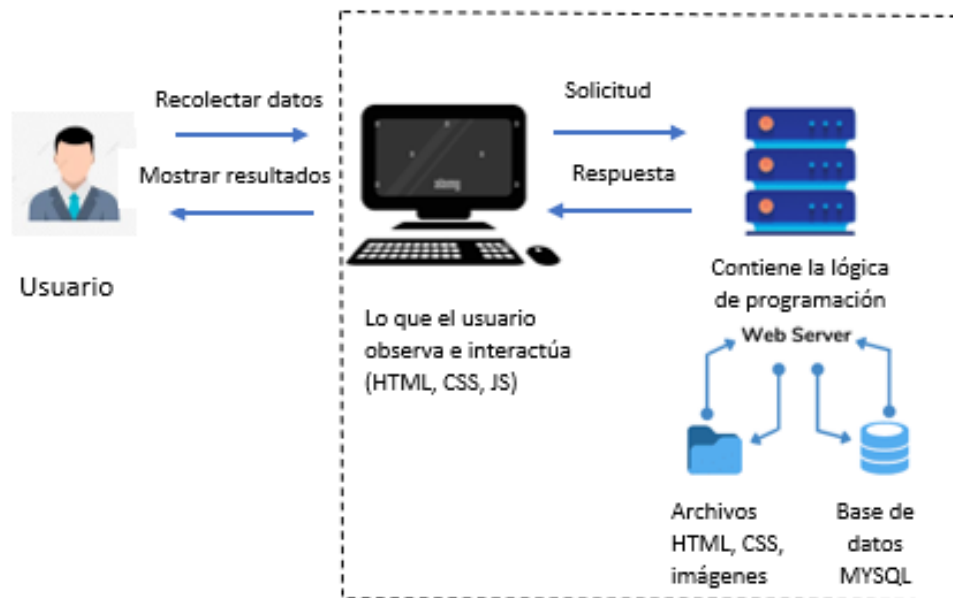 Recolectar datos
Mostrar resultados
Usuario
Solicitud
Respuesta
Lo que el usuario
observa e interactúa
(HTML, CSS, JS)
Contiene la lógica
de programación
Web Server
Archivos
HTML, CSS,
imágenes
Base de
datos
MYSQL